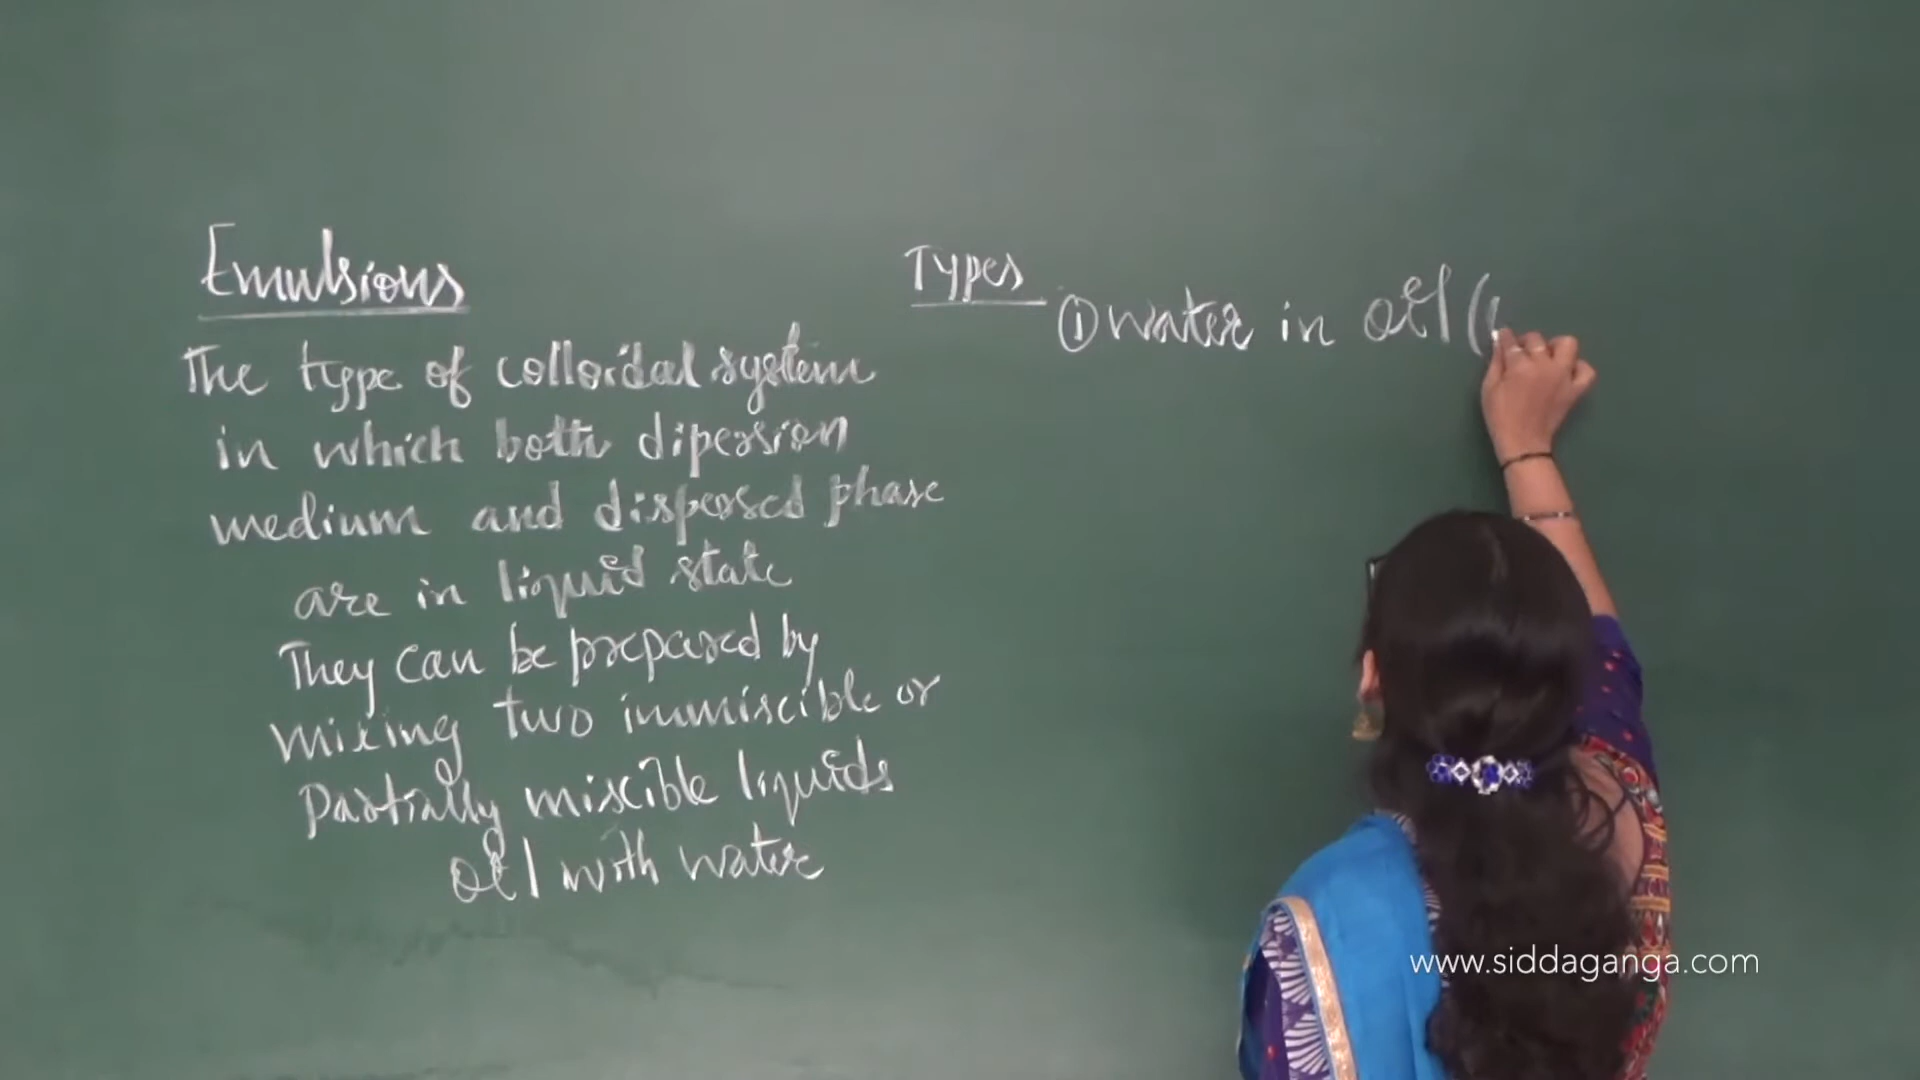 Emulsions
The type of colloidal system
in which both dipersion
medium and dispersed phase
are in liquid state
They can be prepared by
mixing two immiscible or
Partially miscible liquids
oil with water
Types
① water in oil (
www.siddaganga.com